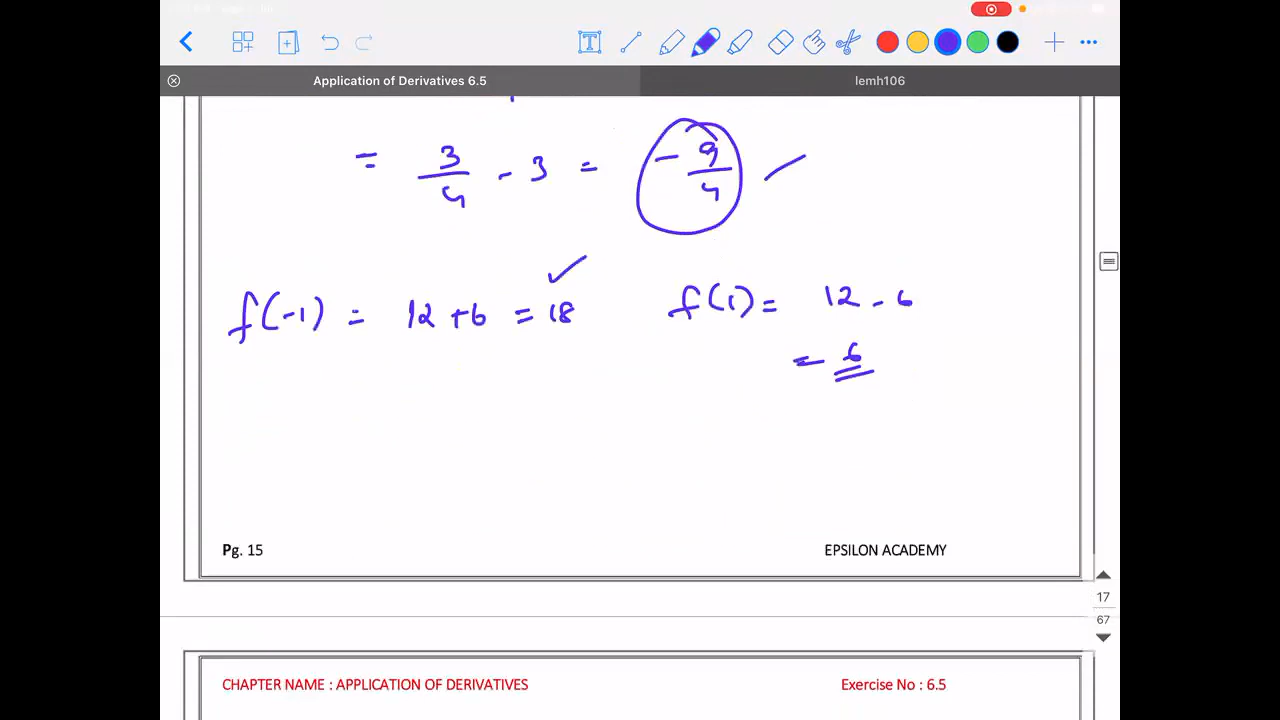 Application of Derivatives 6.5
lemh106
= 3/4 - 3 = - 9/4 ✓
f(-1) = 12 + 6 = 18 ✓
f(1) = 12 - 6
= 6
Pg. 15
EPSILON ACADEMY
17
67
CHAPTER NAME : APPLICATION OF DERIVATIVES
Exercise No : 6.5